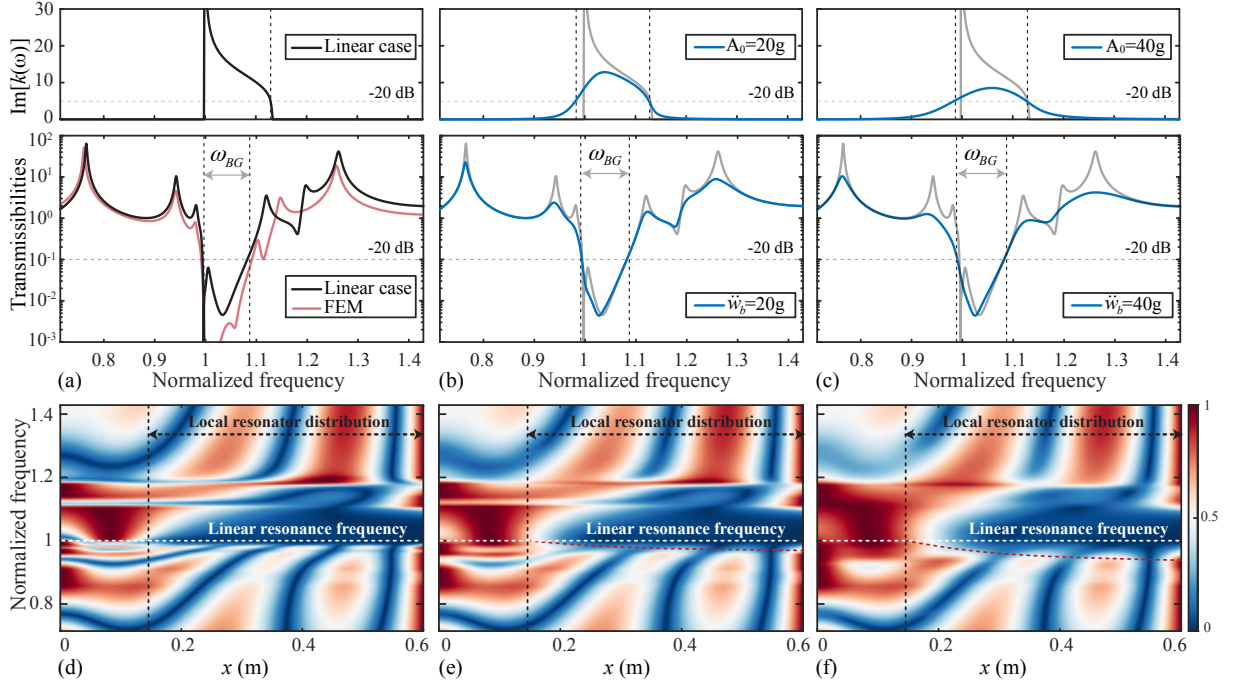 Im[k(ω)]
30
20
10
0
Linear case
-20 dB
A₀=20g
-20 dB
A₀=40g
-20 dB
Transmissbilities
10²
10¹
10⁰
10⁻¹
10⁻²
10⁻³
ω_BG
-20 dB
Linear case
FEM
0.8 0.9 1 1.1 1.2 1.3 1.4
(a) Normalized frequency
ω_BG
-20 dB
ẅ_b=20g
0.8 0.9 1 1.1 1.2 1.3 1.4
(b) Normalized frequency
ω_BG
-20 dB
ẅ_b=40g
0.8 0.9 1 1.1 1.2 1.3 1.4
(c) Normalized frequency
Normalized frequency
1.4
1.2
1
0.8
Local resonator distribution
Linear resonance frequency
0 0.2 0.4 0.6
(d) x (m)
Local resonator distribution
Linear resonance frequency
0 0.2 0.4 0.6
(e) x (m)
Local resonator distribution
Linear resonance frequency
0 0.2 0.4 0.6
(f) x (m)
1
0.5
0